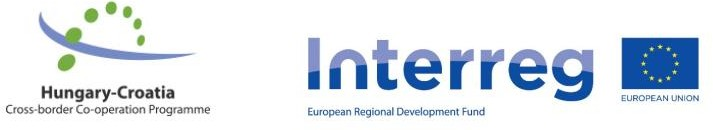 Hungary-Croatia
Cross-border Co-operation Programme
Interreg
EUROPEAN UNION
European Regional Development Fund